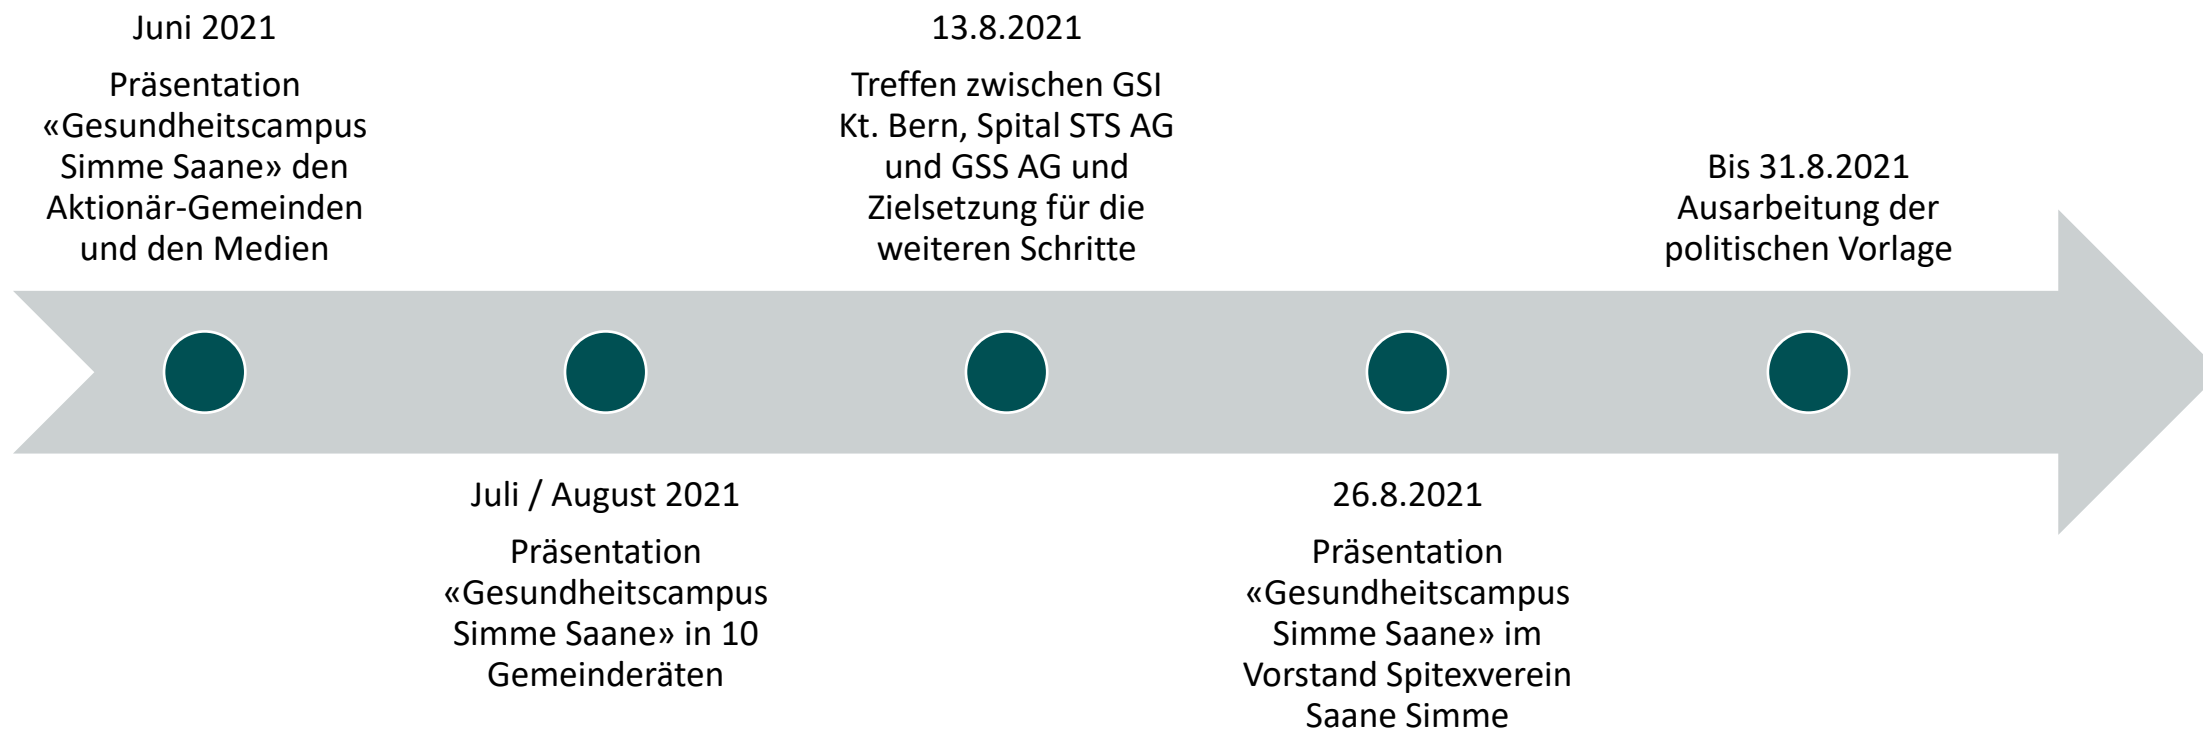 Juni 2021
Präsentation
«Gesundheitscampus
Simme Saane» den
Aktionär-Gemeinden
und den Medien
Juli / August 2021
Präsentation
«Gesundheitscampus
Simme Saane» in 10
Gemeinderäten
13.8.2021
Treffen zwischen GSI
Kt. Bern, Spital STS AG
und GSS AG und
Zielsetzung für die
weiteren Schritte
26.8.2021
Präsentation
«Gesundheitscampus
Simme Saane» im
Vorstand Spitexverein
Saane Simme
Bis 31.8.2021
Ausarbeitung der
politischen Vorlage